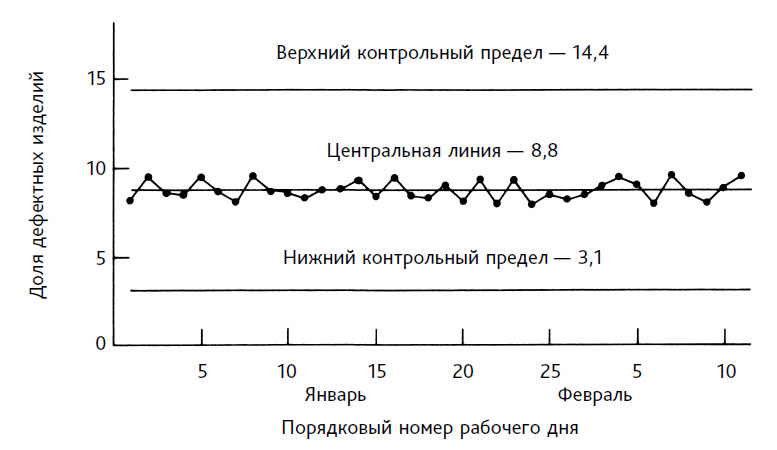 Верхний контрольный предел — 14,4
Доля дефектных изделий
15
Центральная линия — 8,8
10
Нижний контрольный предел — 3,1
5
0
5 10 15 20 25 5 10
Январь Февраль
Порядковый номер рабочего дня